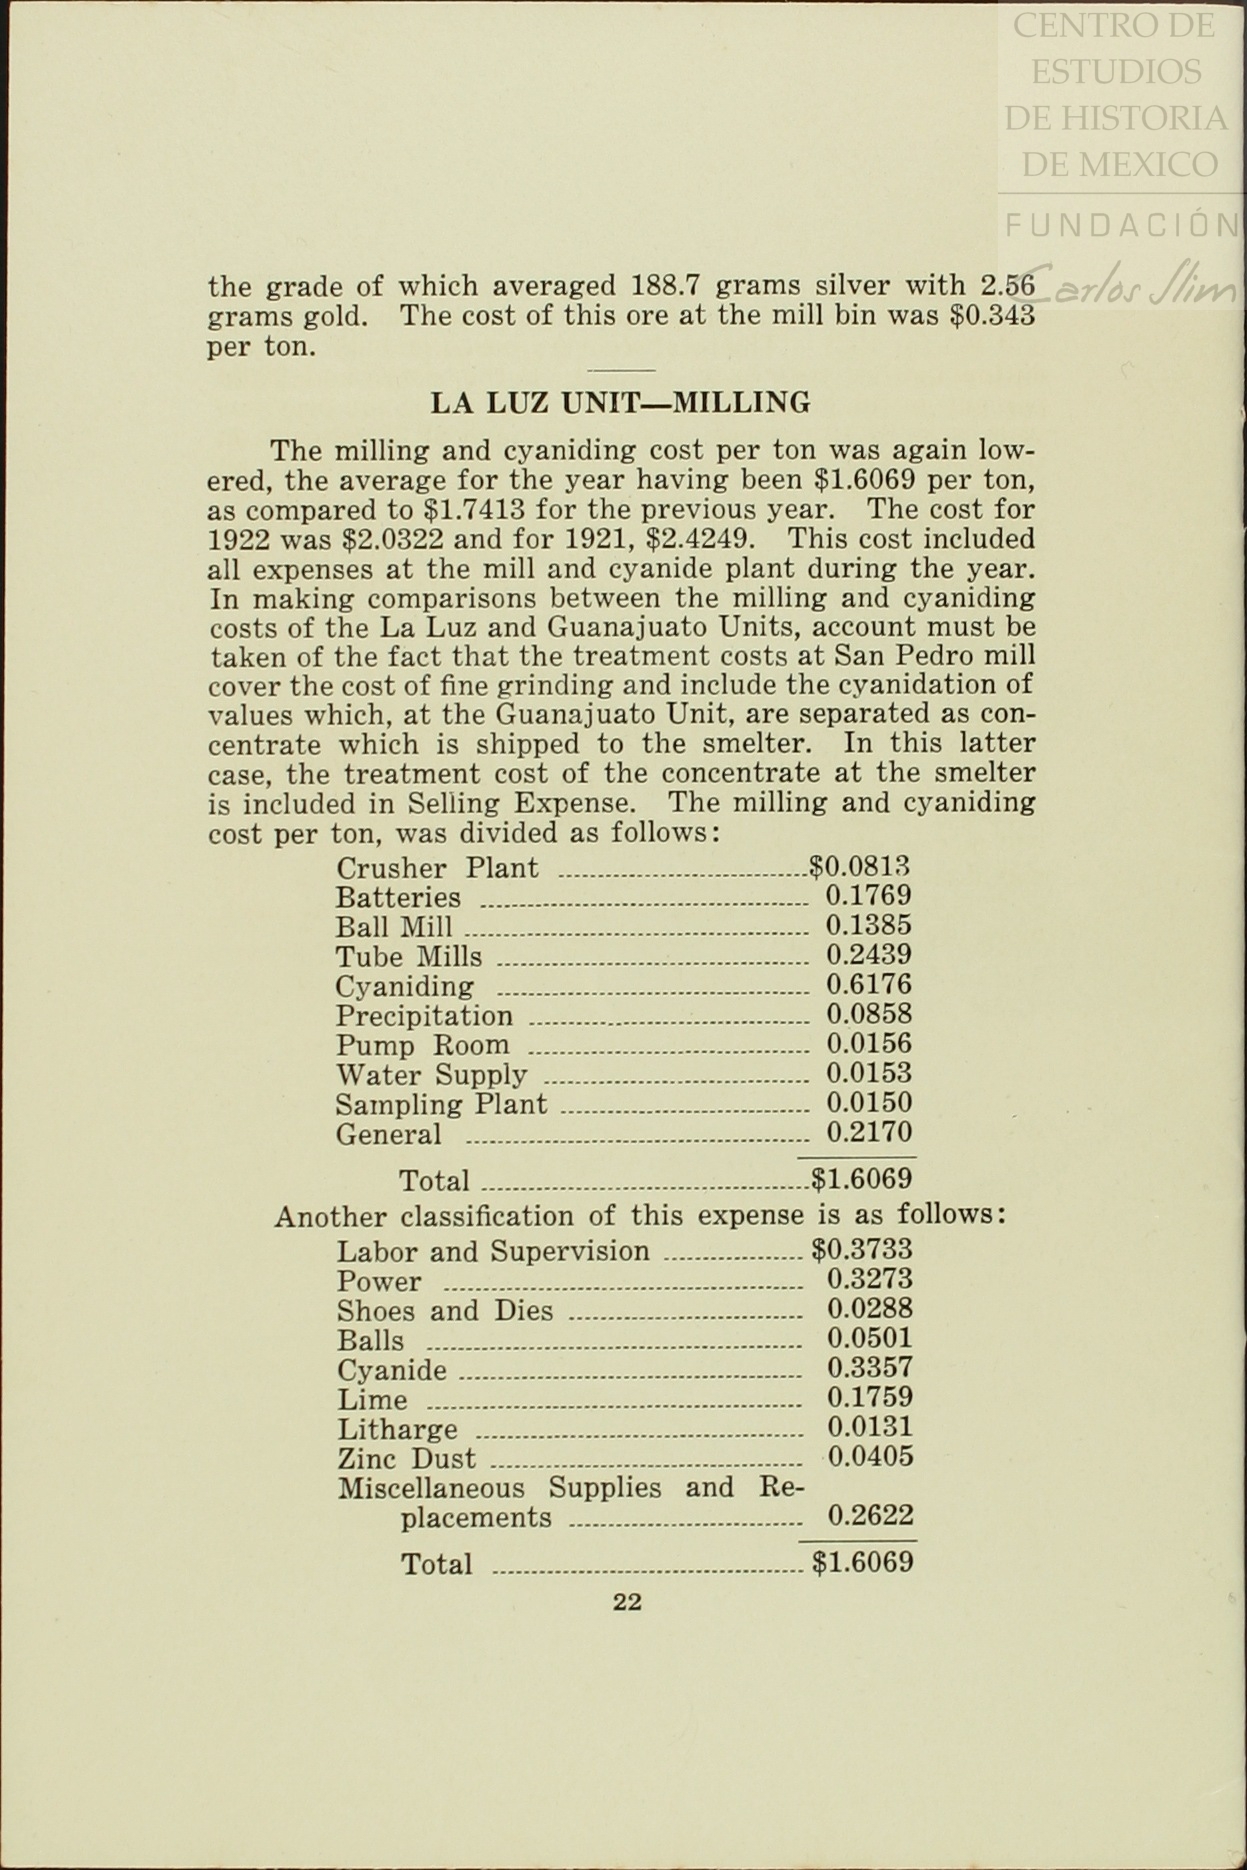 CENTRO DE
ESTUDIOS
DE HISTORIA
DE MEXICO
FUNDACIÓN
Carlos Slim
the grade of which averaged 188.7 grams silver with 2.56
grams gold. The cost of this ore at the mill bin was $0.343
per ton.
LA LUZ UNIT—MILLING
The milling and cyaniding cost per ton was again low-
ered, the average for the year having been $1.6069 per ton,
as compared to $1.7413 for the previous year. The cost for
1922 was $2.0322 and for 1921, $2.4249. This cost included
all expenses at the mill and cyanide plant during the year.
In making comparisons between the milling and cyaniding
costs of the La Luz and Guanajuato Units, account must be
taken of the fact that the treatment costs at San Pedro mill
cover the cost of fine grinding and include the cyanidation of
values which, at the Guanajuato Unit, are separated as con-
centrate which is shipped to the smelter. In this latter
case, the treatment cost of the concentrate at the smelter
is included in Selling Expense. The milling and cyaniding
cost per ton, was divided as follows:
Crusher Plant $0.0813
Batteries 0.1769
Ball Mill 0.1385
Tube Mills 0.2439
Cyaniding 0.6176
Precipitation 0.0858
Pump Room 0.0156
Water Supply 0.0153
Sampling Plant 0.0150
General 0.2170
Total $1.6069
Another classification of this expense is as follows:
Labor and Supervision $0.3733
Power 0.3273
Shoes and Dies 0.0288
Balls 0.0501
Cyanide 0.3357
Lime 0.1759
Litharge 0.0131
Zinc Dust 0.0405
Miscellaneous Supplies and Re-
placements 0.2622
Total $1.6069
22